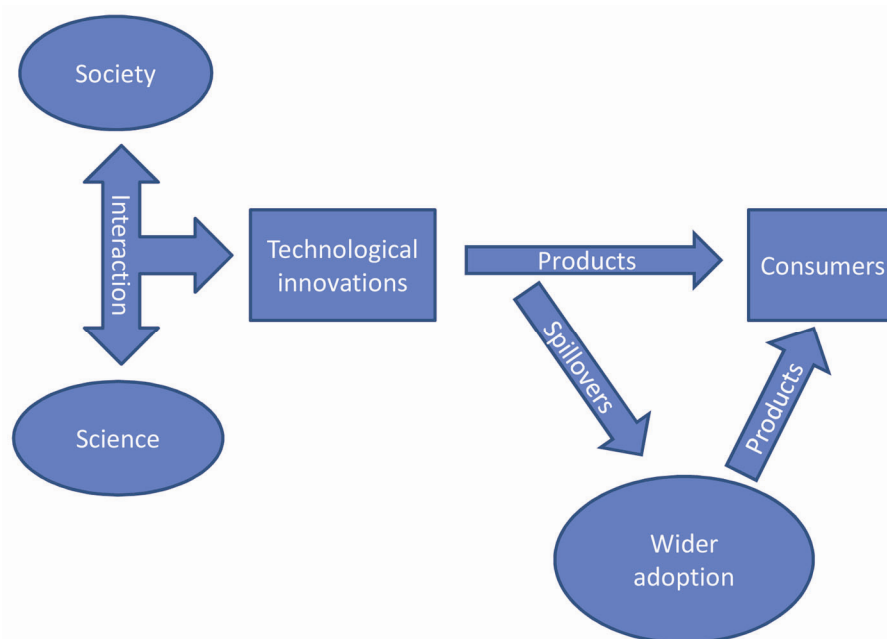 Society
Interaction
Technological
innovations
Products
Consumers
Spillovers
Products
Science
Wider
adoption